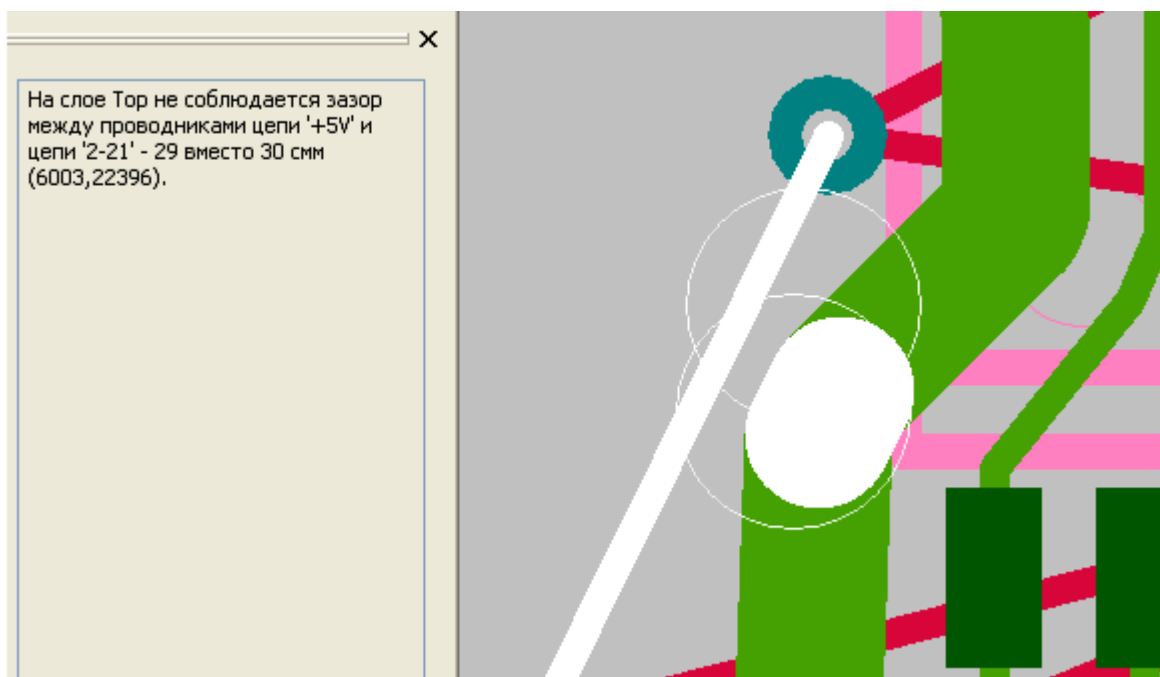 На слое Top не соблюдается зазор
между проводниками цепи '+5V' и
цепи '2-21' - 29 вместо 30 смм
(6003,22396).